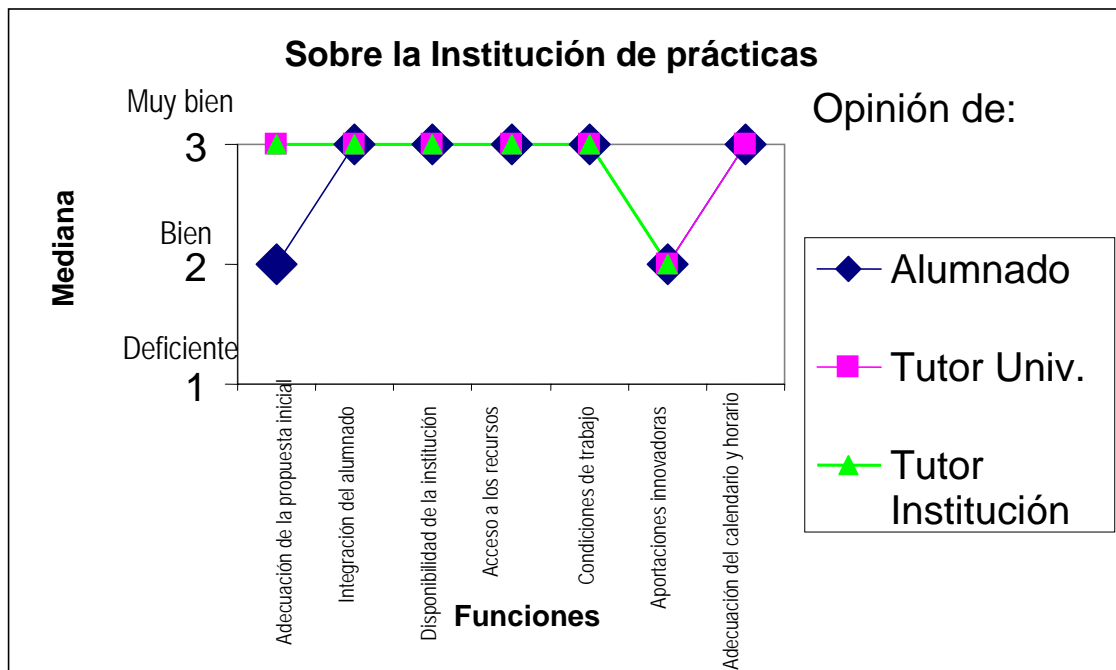 Sobre la Institución de prácticas
Opinión de:
Mediana
Muy bien
3
Bien
2
Deficiente
1
Adecuación de la propuesta inicial
Integración del alumnado
Disponibilidad de la institución
Acceso a los recursos
Condiciones de trabajo
Aportaciones innovadoras
Adecuación del calendario y horario
Funciones
Alumnado
Tutor Univ.
Tutor
Institución